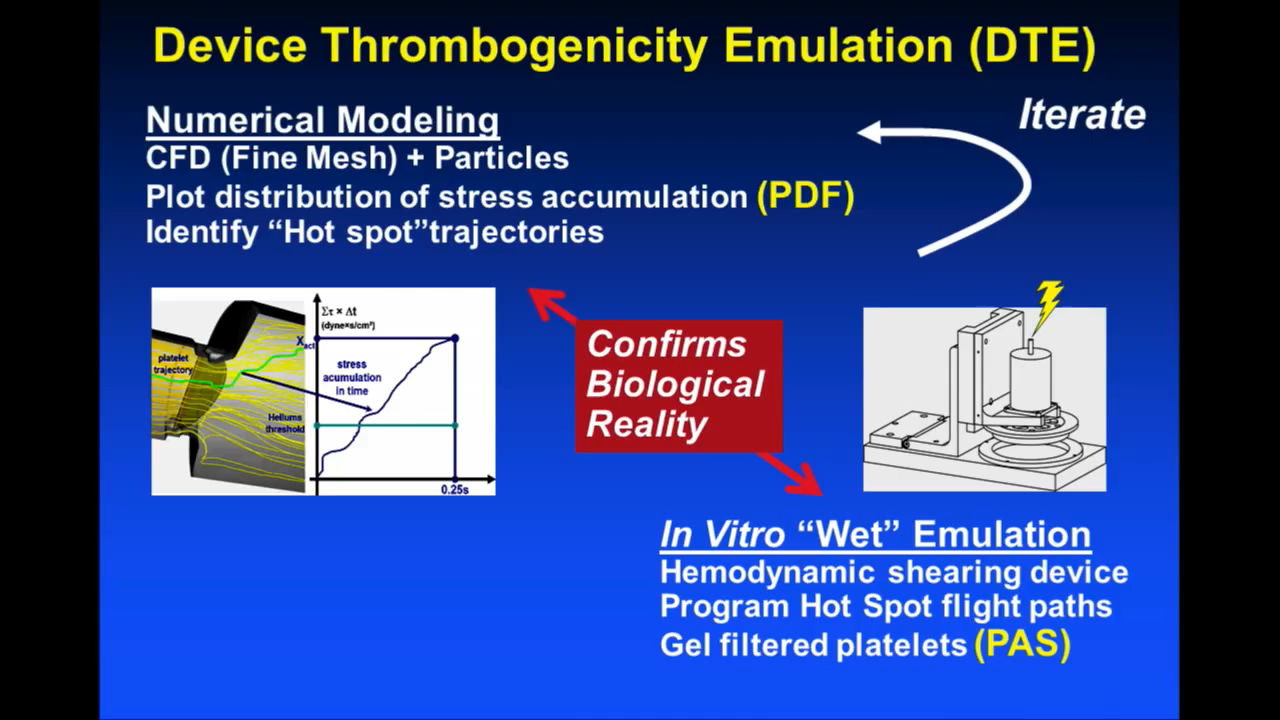 Device Thrombogenicity Emulation (DTE)
Iterate
Numerical Modeling
CFD (Fine Mesh) + Particles
Plot distribution of stress accumulation (PDF)
Identify “Hot spot”trajectories
platelet
trajectory
Στ × Δt
(dyne×s/cm²)
Xact
stress
acumulation
in time
Hellums
threshold
0.25s
Confirms
Biological
Reality
In Vitro “Wet” Emulation
Hemodynamic shearing device
Program Hot Spot flight paths
Gel filtered platelets (PAS)